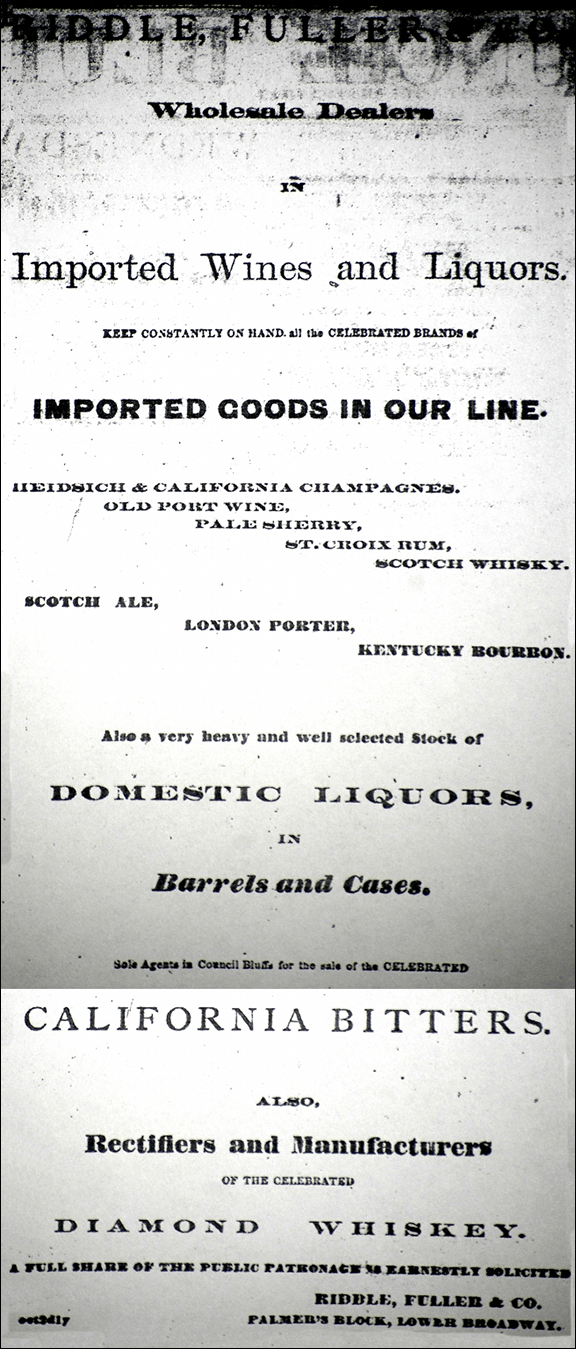 RIDDLE, FULLER & CO.
Wholesale Dealers
IN
Imported Wines and Liquors.
KEEP CONSTANTLY ON HAND. all the CELEBRATED BRANDS of
IMPORTED GOODS IN OUR LINE.
HEIDSICH & CALIFORNIA CHAMPAGNES.
OLD PORT WINE,
PALE SHERRY,
ST. CROIX RUM,
SCOTCH WHISKY.
SCOTCH ALE,
LONDON PORTER,
KENTUCKY BOURBON.
Also a very heavy and well selected Stock of
DOMESTIC LIQUORS,
IN
Barrels and Cases.
Sole Agents in Council Bluffs for the sale of the CELEBRATED
CALIFORNIA BITTERS.
ALSO,
Rectifiers and Manufacturers
OF THE CELEBRATED
DIAMOND WHISKEY.
A FULL SHARE OF THE PUBLIC PATRONAGE IS EARNESTLY SOLICITED
RIDDLE, FULLER & CO.
oct3dly PALMER'S BLOCK, LOWER BROADWAY.